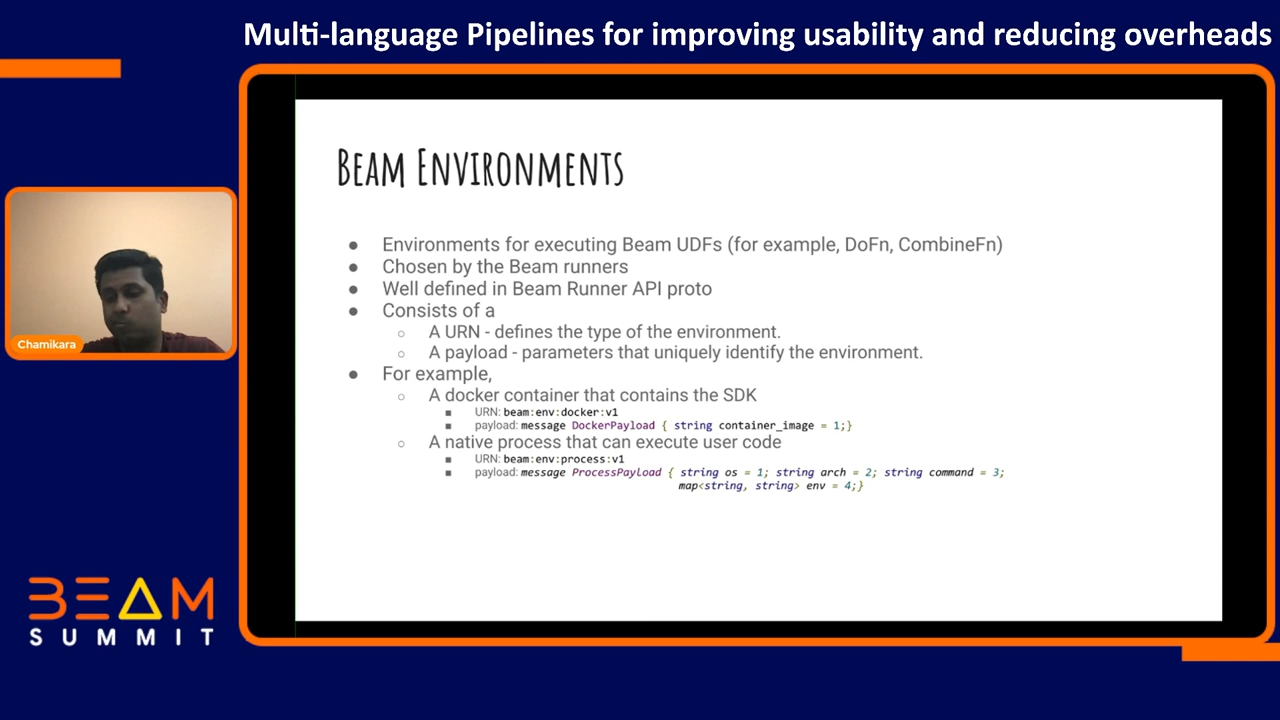 Multi-language Pipelines for improving usability and reducing overheads
BEAM ENVIRONMENTS
● Environments for executing Beam UDFs (for example, DoFn, CombineFn)
● Chosen by the Beam runners
● Well defined in Beam Runner API proto
● Consists of a
○ A URN - defines the type of the environment.
○ A payload - parameters that uniquely identify the environment.
● For example,
○ A docker container that contains the SDK
■ URN: beam:env:docker:v1
■ payload: message DockerPayload { string container_image = 1;}
○ A native process that can execute user code
■ URN: beam:env:process:v1
■ payload: message ProcessPayload { string os = 1; string arch = 2; string command = 3;
map<string, string> env = 4;}
Chamikara
BEAM
SUMMIT